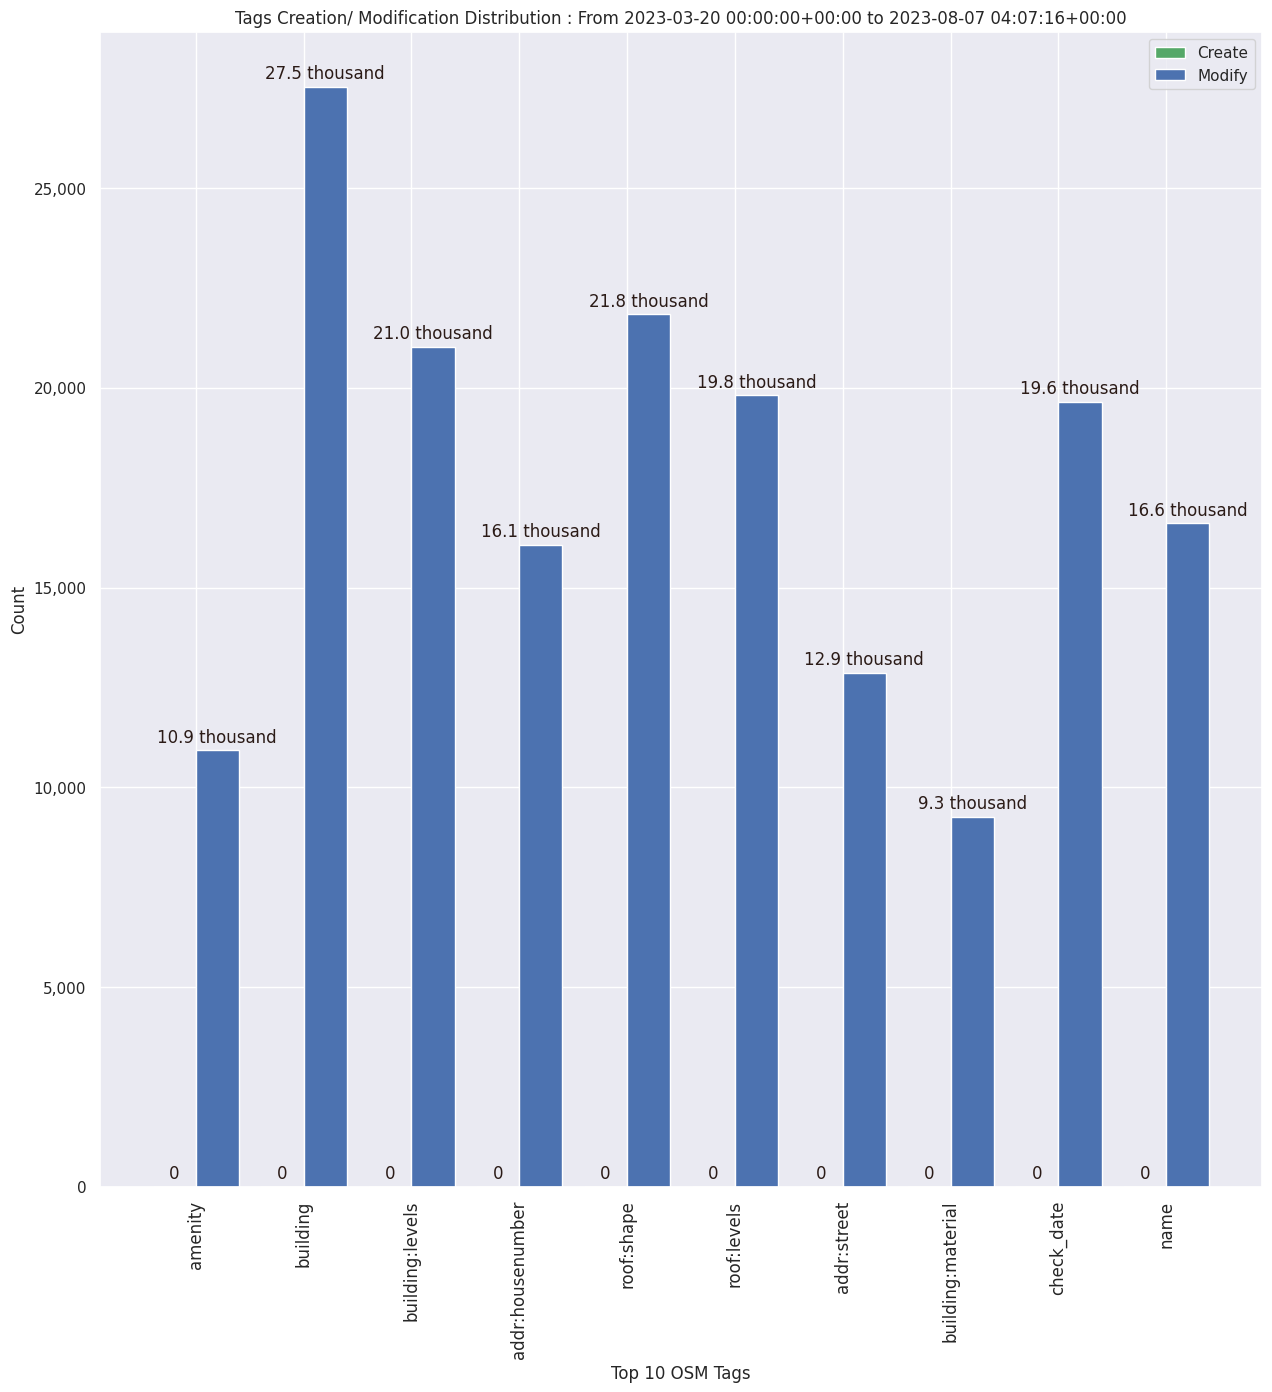 Tags Creation/ Modification Distribution : From 2023-03-20 00:00:00+00:00 to 2023-08-07 04:07:16+00:00
Create
Modify
27.5 thousand
25,000
21.8 thousand
21.0 thousand
20,000
19.8 thousand
19.6 thousand
16.6 thousand
16.1 thousand
15,000
Count
12.9 thousand
10.9 thousand
10,000
9.3 thousand
5,000
0
0
0
0
0
0
0
0
0
0
0
amenity
building
building:levels
addr:housenumber
roof:shape
roof:levels
addr:street
building:material
check_date
name
Top 10 OSM Tags